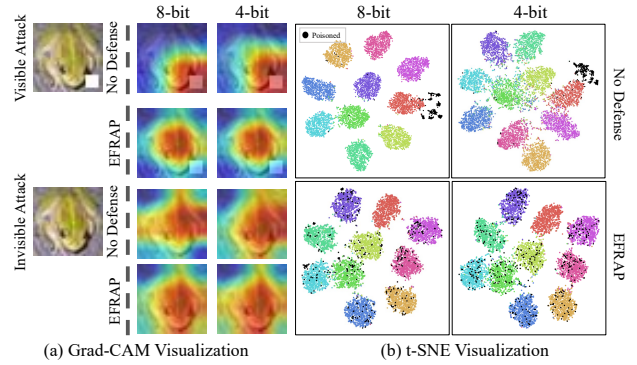 8-bit
4-bit
8-bit
4-bit
Visible Attack
No Defense
EFRAP
Invisible Attack
No Defense
EFRAP
Poisoned
No Defense
EFRAP
(a) Grad-CAM Visualization
(b) t-SNE Visualization